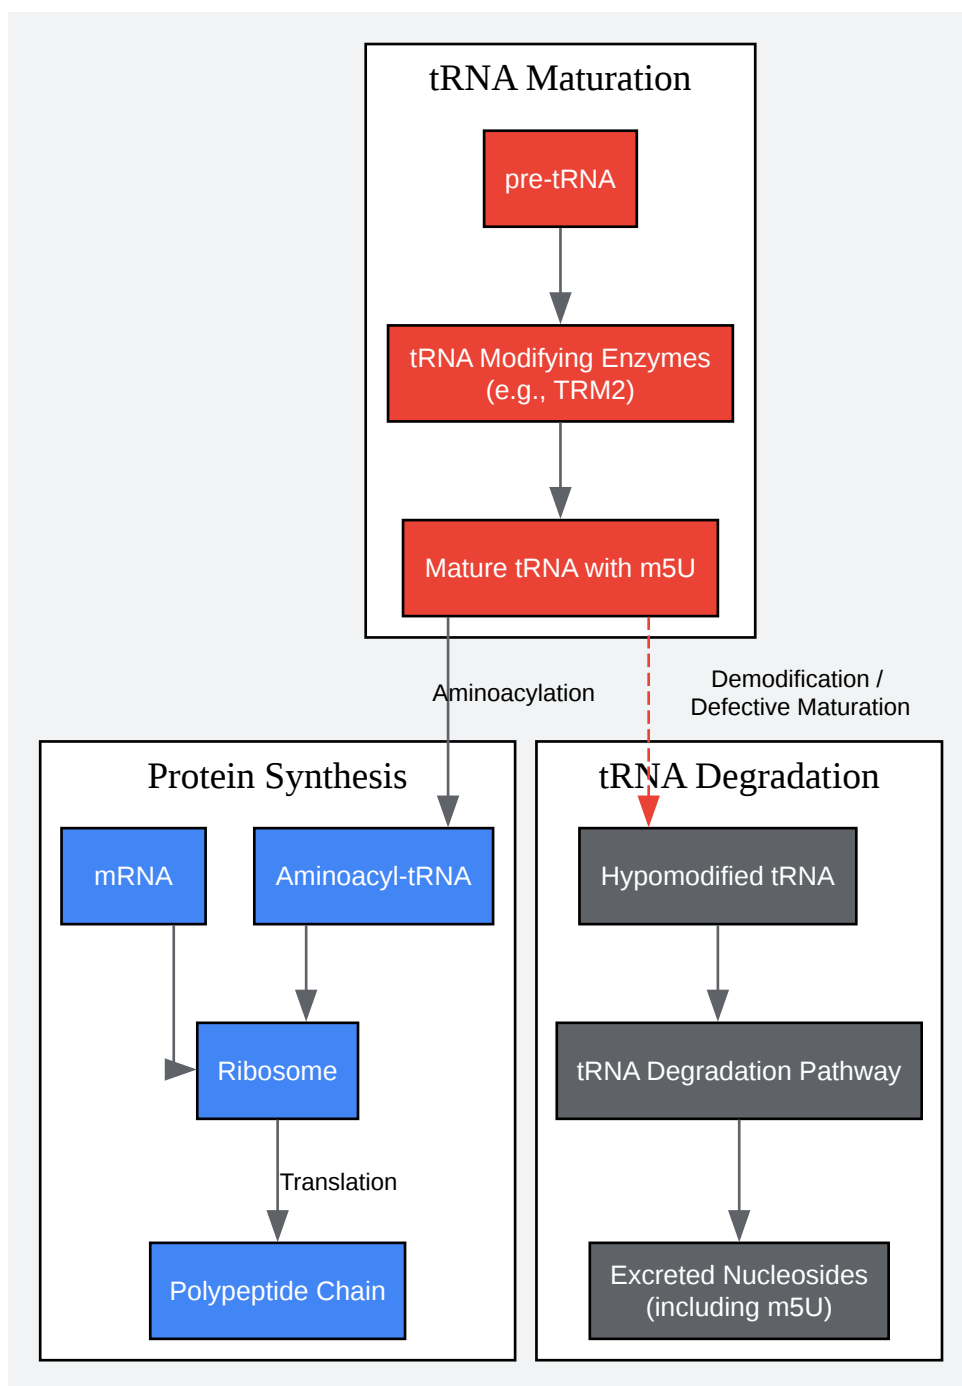 tRNA Maturation
pre-tRNA
tRNA Modifying Enzymes
(e.g., TRM2)
Mature tRNA with m5U
Aminoacylation
Demodification /
Defective Maturation
Protein Synthesis
mRNA
Aminoacyl-tRNA
Ribosome
Translation
Polypeptide Chain
tRNA Degradation
Hypomodified tRNA
tRNA Degradation Pathway
Excreted Nucleosides
(including m5U)